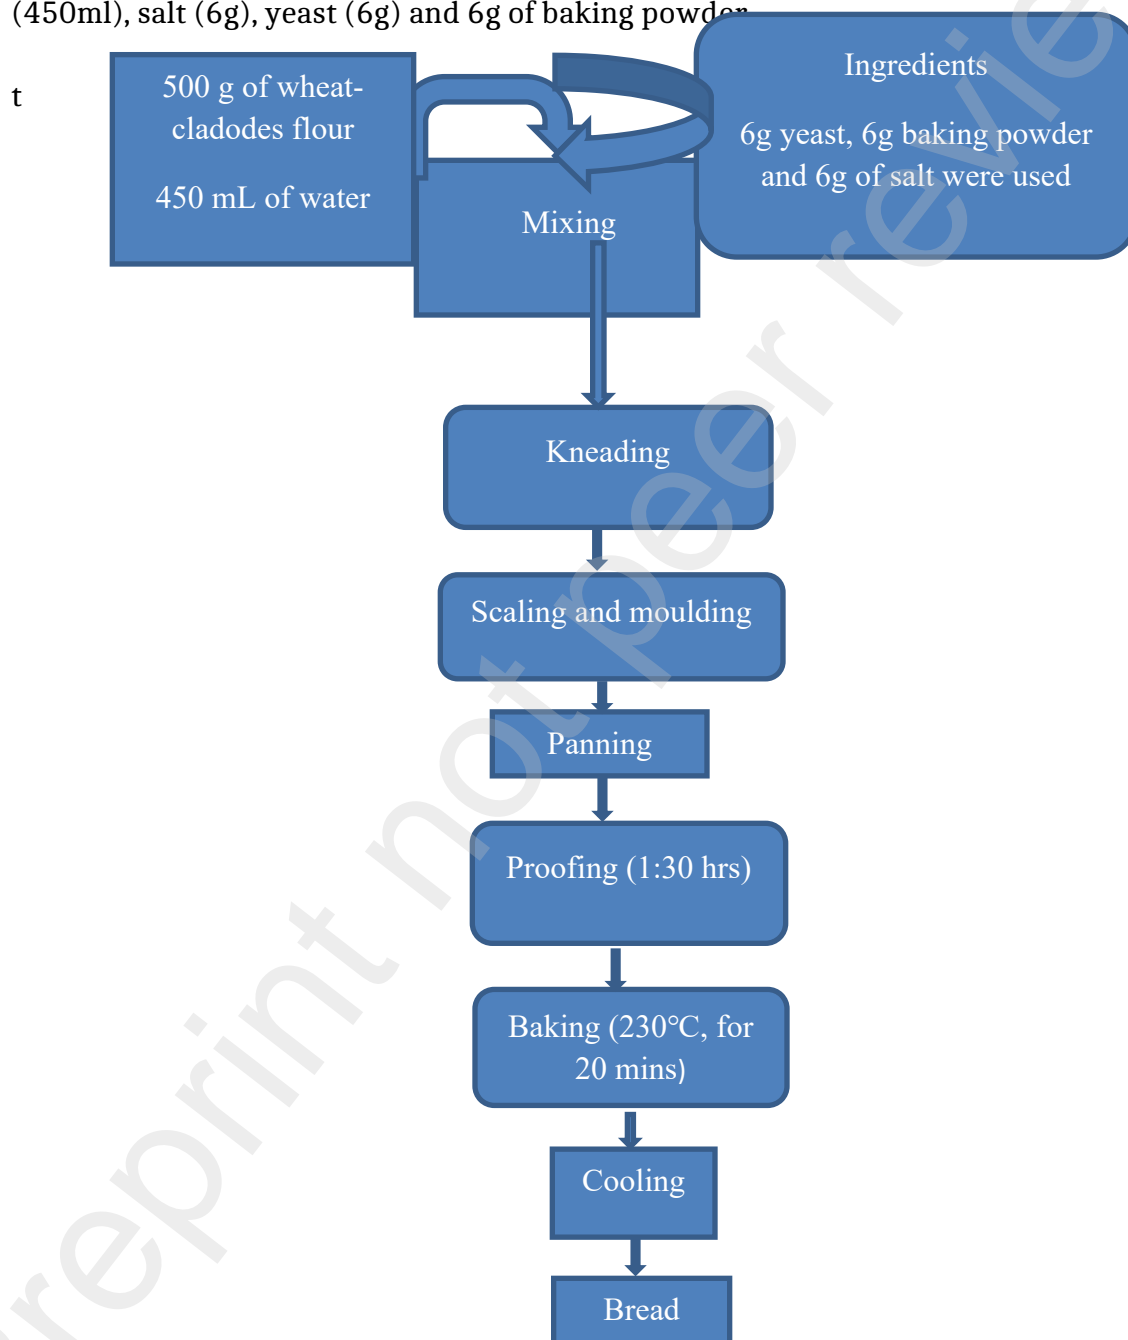 (450ml), salt (6g), yeast (6g) and 6g of baking powder
t
500 g of wheat-
cladodes flour
450 mL of water
Ingredients
6g yeast, 6g baking powder
and 6g of salt were used
Mixing
Kneading
Scaling and moulding
Panning
Proofing (1:30 hrs)
Baking (230°C, for
20 mins)
Cooling
Bread
reprint not peer revie